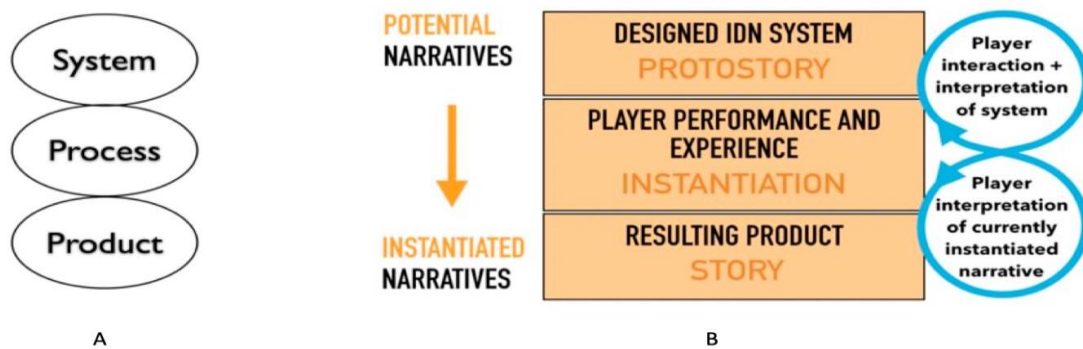 System
Process
Product
A
POTENTIAL
NARRATIVES
INSTANTIATED
NARRATIVES
DESIGNED IDN SYSTEM
PROTOSTORY
PLAYER PERFORMANCE AND
EXPERIENCE
INSTANTIATION
RESULTING PRODUCT
STORY
Player
interaction +
interpretation
of system
Player
interpretation
of currently
instantiated
narrative
B